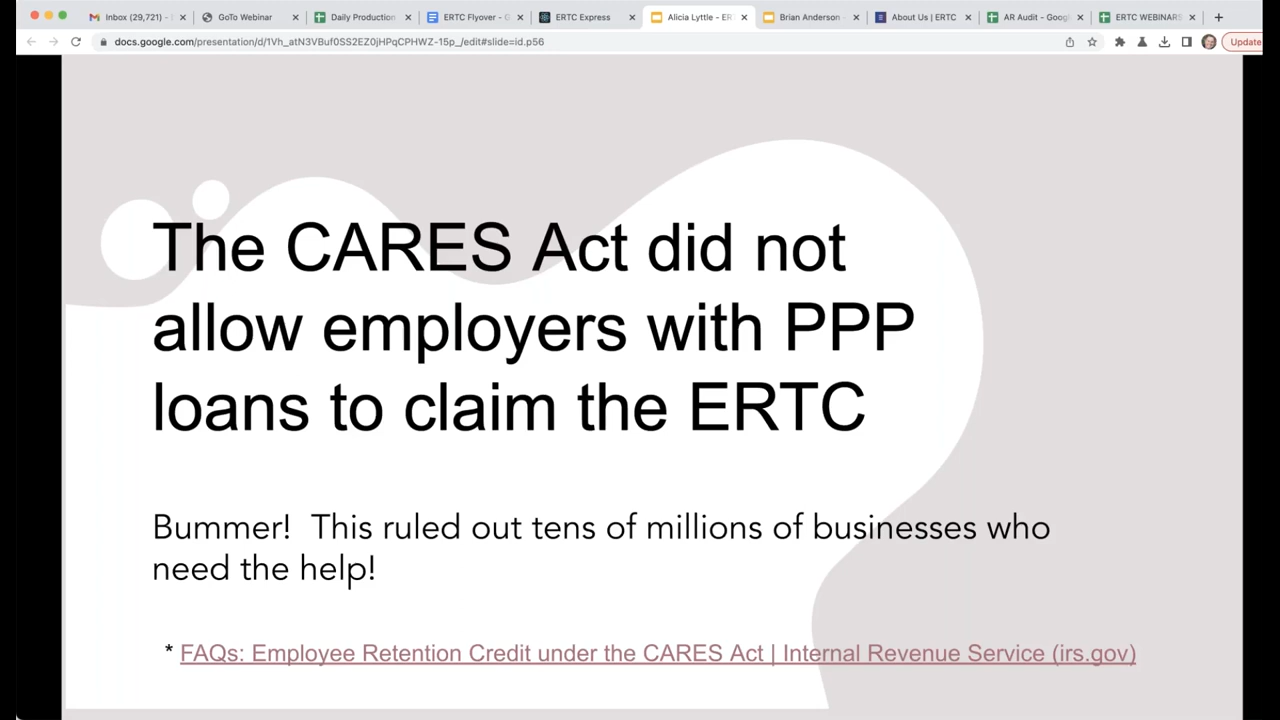 Inbox (29,721) -
GoTo Webinar
Daily Production
ERTC Flyover - G
ERTC Express
Alicia Lyttle - ER
Brian Anderson -
About Us | ERTC
AR Audit - Goog
ERTC WEBINAR
docs.google.com/presentation/d/1Vh_atN3VBuf0SS2EZ0jHPqCPHWZ-15p_/edit#slide=id.p56
Update
The CARES Act did not
allow employers with PPP
loans to claim the ERTC
Bummer!  This ruled out tens of millions of businesses who
need the help!
* FAQs: Employee Retention Credit under the CARES Act | Internal Revenue Service (irs.gov)